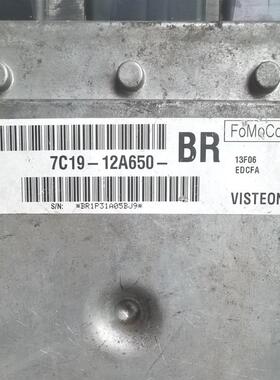 FoMoCo
7C19-12A650-
BR
13F06
EDCFA
VISTEON
S/N: *BR1P31A05BJ9*